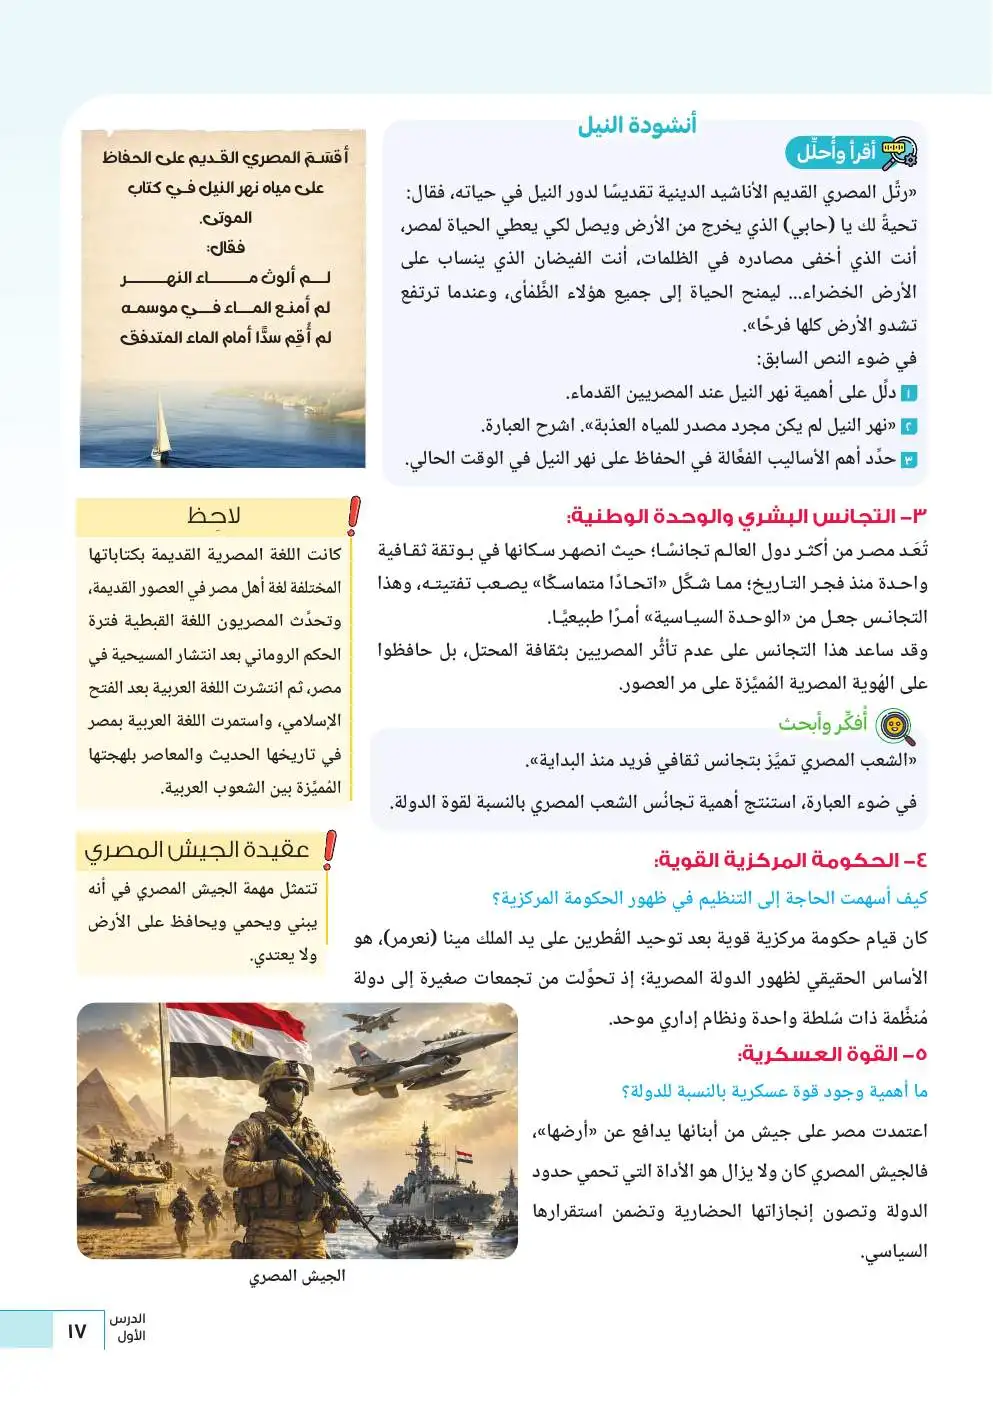 أنشودة النيل
أقرأ وأحلِّل
«رتَّل المصري القديم الأناشيد الدينية تقديسًا لدور النيل في حياته، فقال:
تحيةً لك يا (حابي) الذي يخرج من الأرض ويصل لكي يعطي الحياة لمصر،
أنت الذي أخفى مصادره في الظلمات، أنت الفيضان الذي ينساب على
الأرض الخضراء... ليمنح الحياة إلى جميع هؤلاء الظَّمْأى، وعندما ترتفع
تشدو الأرض كلها فرحًا».
في ضوء النص السابق:
١ دلِّل على أهمية نهر النيل عند المصريين القدماء.
٢ «نهر النيل لم يكن مجرد مصدر للمياه العذبة». اشرح العبارة.
٣ حدِّد أهم الأساليب الفعَّالة في الحفاظ على نهر النيل في الوقت الحالي.
أقسَمَ المصري القديم على الحفاظ
على مياه نهر النيل في كتاب
الموتى.
فقال:
لم ألوث ماء النهر
لم أمنع الماء في موسمه
لم أُقِم سدًّا أمام الماء المتدفق
٣- التجانس البشري والوحدة الوطنية:
تُعَد مصر من أكثر دول العالم تجانسًا؛ حيث انصهر سكانها في بوتقة ثقافية
واحدة منذ فجر التاريخ؛ مما شكَّل «اتحادًا متماسكًا» يصعب تفتيته، وهذا
التجانس جعل من «الوحدة السياسية» أمرًا طبيعيًّا.
وقد ساعد هذا التجانس على عدم تأثُّر المصريين بثقافة المحتل، بل حافظوا
على الهُوية المصرية المُميَّزة على مر العصور.
أُفكِّر وأبحث
«الشعب المصري تميَّز بتجانس ثقافي فريد منذ البداية».
في ضوء العبارة، استنتج أهمية تجانُس الشعب المصري بالنسبة لقوة الدولة.
لاحِظ
كانت اللغة المصرية القديمة بكتاباتها
المختلفة لغة أهل مصر في العصور القديمة،
وتحدَّث المصريون اللغة القبطية فترة
الحكم الروماني بعد انتشار المسيحية في
مصر، ثم انتشرت اللغة العربية بعد الفتح
الإسلامي، واستمرت اللغة العربية بمصر
في تاريخها الحديث والمعاصر بلهجتها
المُميَّزة بين الشعوب العربية.
٤- الحكومة المركزية القوية:
كيف أسهمت الحاجة إلى التنظيم في ظهور الحكومة المركزية؟
كان قيام حكومة مركزية قوية بعد توحيد القُطرين على يد الملك مينا (نعرمر)، هو
الأساس الحقيقي لظهور الدولة المصرية؛ إذ تحوَّلت من تجمعات صغيرة إلى دولة
مُنظَّمة ذات سُلطة واحدة ونظام إداري موحد.
عقيدة الجيش المصري
تتمثل مهمة الجيش المصري في أنه
يبني ويحمي ويحافظ على الأرض
ولا يعتدي.
٥- القوة العسكرية:
ما أهمية وجود قوة عسكرية بالنسبة للدولة؟
اعتمدت مصر على جيش من أبنائها يدافع عن «أرضها»،
فالجيش المصري كان ولا يزال هو الأداة التي تحمي حدود
الدولة وتصون إنجازاتها الحضارية وتضمن استقرارها
السياسي.
الجيش المصري
الدرس
الأول
١٧